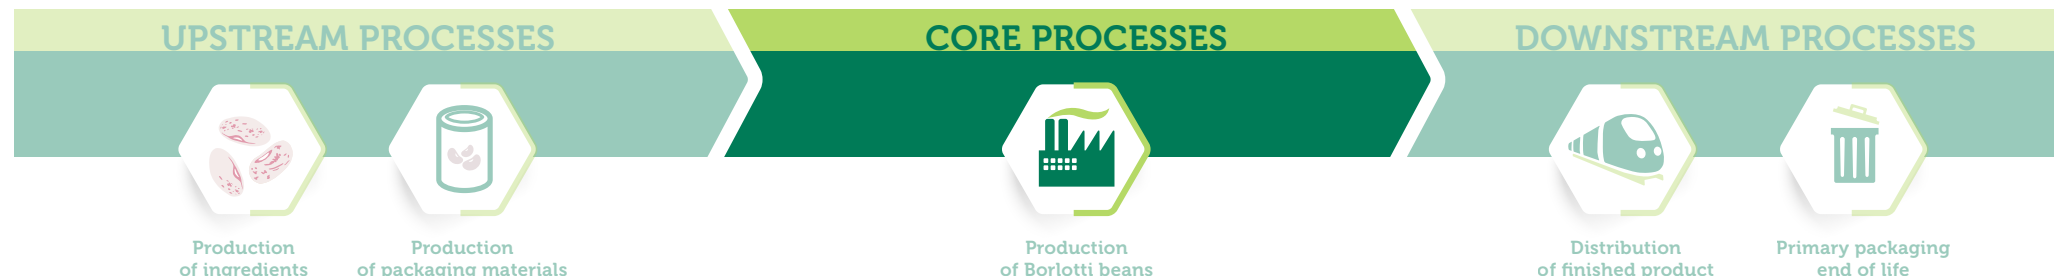 UPSTREAM PROCESSES
CORE PROCESSES
DOWNSTREAM PROCESSES
Production
of ingredients
Production
of packaging materials
Production
of Borlotti beans
Distribution
of finished product
Primary packaging
end of life